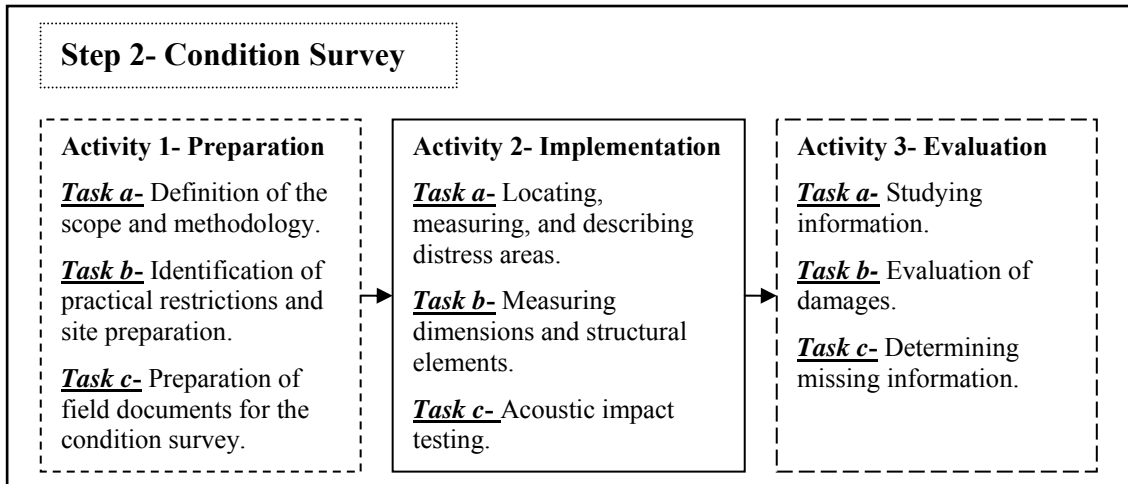 Step 2- Condition Survey
Activity 1- Preparation
Task a- Definition of the
scope and methodology.
Task b- Identification of
practical restrictions and
site preparation.
Task c- Preparation of
field documents for the
condition survey.
Activity 2- Implementation
Task a- Locating,
measuring, and describing
distress areas.
Task b- Measuring
dimensions and structural
elements.
Task c- Acoustic impact
testing.
Activity 3- Evaluation
Task a- Studying
information.
Task b- Evaluation of
damages.
Task c- Determining
missing information.